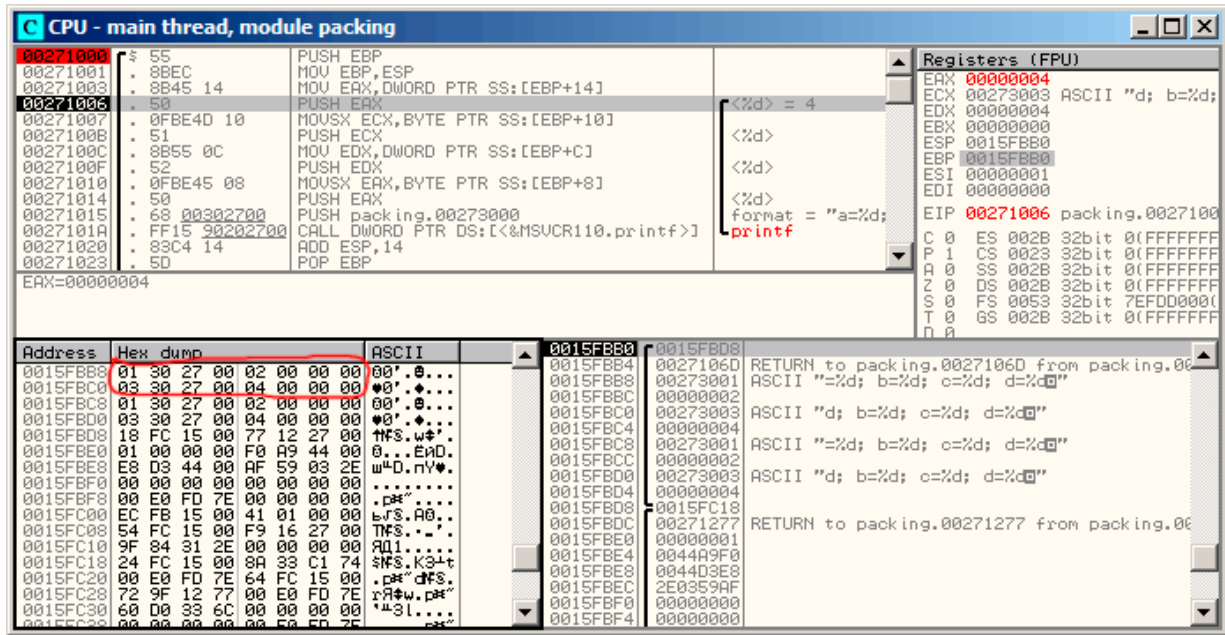 CPU - main thread, module packing
00271000 $ 55 PUSH EBP
00271001 . 8BEC MOV EBP,ESP
00271003 . 8B45 14 MOV EAX,DWORD PTR SS:[EBP+14]
00271006 . 50 PUSH EAX <%d> = 4
00271007 . 0FBE4D 10 MOVSX ECX,BYTE PTR SS:[EBP+10]
0027100B . 51 PUSH ECX <%d>
0027100C . 8B55 0C MOV EDX,DWORD PTR SS:[EBP+C]
0027100F . 52 PUSH EDX <%d>
00271010 . 0FBE45 08 MOVSX EAX,BYTE PTR SS:[EBP+8]
00271014 . 50 PUSH EAX <%d>
00271015 . 68 00302700 PUSH packing.00273000 format = "a=%d;
0027101A . FF15 90202700 CALL DWORD PTR DS:[<&MSVCR110.printf>] printf
00271020 . 83C4 14 ADD ESP,14
00271023 . 5D POP EBP
EAX=00000004
Registers (FPU)
EAX 00000004
ECX 00273003 ASCII "d; b=%d;
EDX 00000004
EBX 00000000
ESP 0015FBB0
EBP 0015FBB0
ESI 00000001
EDI 00000000
EIP 00271006 packing.0027100
C 0 ES 002B 32bit 0(FFFFFFF
P 1 CS 0023 32bit 0(FFFFFFF
A 0 SS 002B 32bit 0(FFFFFFF
Z 0 DS 002B 32bit 0(FFFFFFF
S 0 FS 0053 32bit 7EFDD000(
T 0 GS 002B 32bit 0(FFFFFFF
D 0
Address Hex dump ASCII
0015FBB8 01 30 27 00 02 00 00 00
0015FBC0 03 30 27 00 04 00 00 00
0015FBC8 01 30 27 00 02 00 00 00
0015FBD0 03 30 27 00 04 00 00 00
0015FBD8 18 FC 15 00 77 12 27 00
0015FBE0 01 00 00 00 F0 A9 44 00
0015FBE8 E8 D3 44 00 AF 59 03 2E
0015FBF0 00 00 00 00 00 00 00 00
0015FBF8 00 E0 FD 7E 00 00 00 00
0015FC00 EC FB 15 00 41 01 00 00
0015FC08 54 FC 15 00 F9 16 27 00
0015FC10 9F 84 31 2E 00 00 00 00
0015FC18 24 FC 15 00 8A 33 C1 74
0015FC20 00 E0 FD 7E 64 FC 15 00
0015FC28 72 9F 12 77 00 E0 FD 7E
0015FC30 60 D0 33 6C 00 00 00 00
0015FBB0 0015FBD8
0015FBB4 0027106D RETURN to packing.0027106D from packing.00
0015FBB8 00273001 ASCII "=%d; b=%d; c=%d; d=%d"
0015FBBC 00000002
0015FBC0 00273003 ASCII "d; b=%d; c=%d; d=%d"
0015FBC4 00000004
0015FBC8 00273001 ASCII "=%d; b=%d; c=%d; d=%d"
0015FBCC 00000002
0015FBD0 00273003 ASCII "d; b=%d; c=%d; d=%d"
0015FBD4 00000004
0015FBD8 0015FC18
0015FBDC 00271277 RETURN to packing.00271277 from packing.00
0015FBE0 00000001
0015FBE4 0044A9F0
0015FBE8 0044D3E8
0015FBEC 2E0359AF
0015FBF0 00000000
0015FBF4 00000000